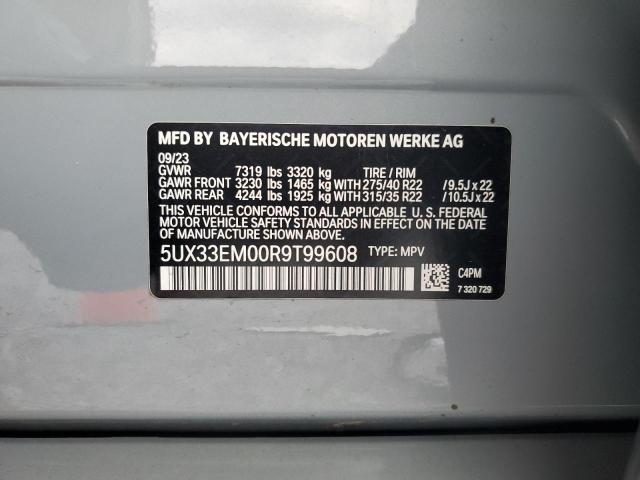 MFD BY BAYERISCHE MOTOREN WERKE AG
09/23
GVWR 7319 lbs 3320 kg TIRE / RIM
GAWR FRONT 3230 lbs 1465 kg WITH 275/40 R22 /9.5J x 22
GAWR REAR 4244 lbs 1925 kg WITH 315/35 R22 /10.5J x 22
THIS VEHICLE CONFORMS TO ALL APPLICABLE U. S. FEDERAL
MOTOR VEHICLE SAFETY STANDARDS IN EFFECT ON THE DATE
OF MANUFACTURE SHOWN ABOVE.
5UX33EM00R9T99608 TYPE: MPV
C4PM
7 320 729